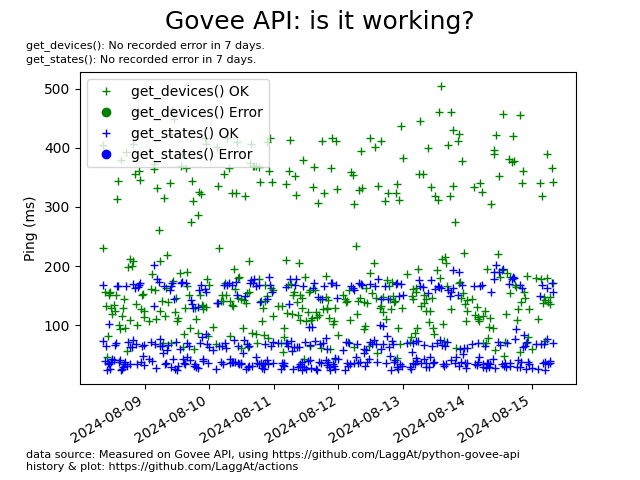 Govee API: is it working?
get_devices(): No recorded error in 7 days.
get_states(): No recorded error in 7 days.
get_devices() OK
get_devices() Error
get_states() OK
get_states() Error
Ping (ms)
500
400
300
200
100
2024-08-09
2024-08-10
2024-08-11
2024-08-12
2024-08-13
2024-08-14
2024-08-15
data source: Measured on Govee API, using https://github.com/LaggAt/python-govee-api
history & plot: https://github.com/LaggAt/actions